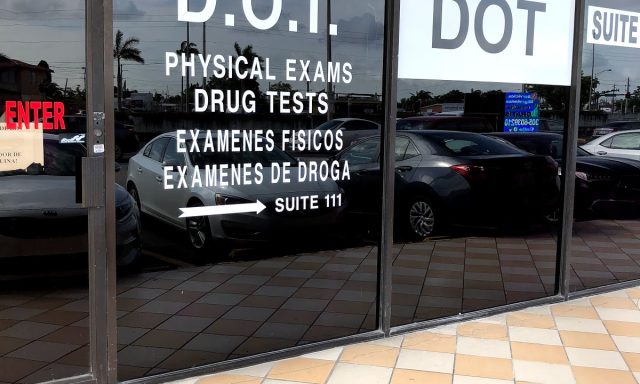 D.O.T.
PHYSICAL EXAMS
DRUG TESTS
EXAMENES FISICOS
EXAMENES DE DROGA
SUITE 111
DOT
SUITE
ENTER